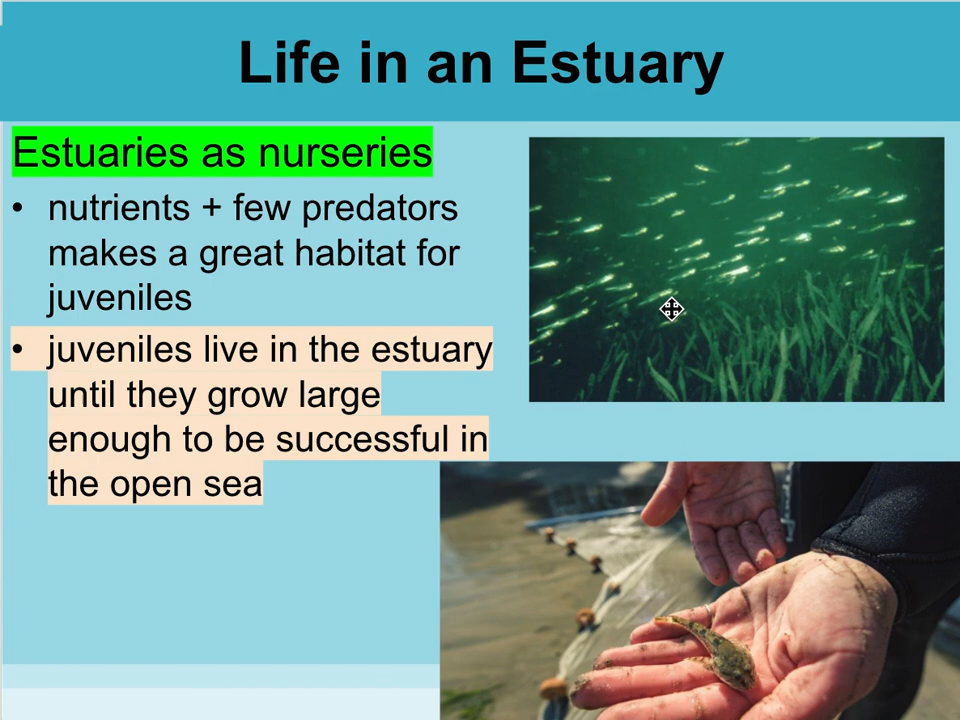 Life in an Estuary
Estuaries as nurseries
• nutrients + few predators
makes a great habitat for
juveniles
• juveniles live in the estuary
until they grow large
enough to be successful in
the open sea